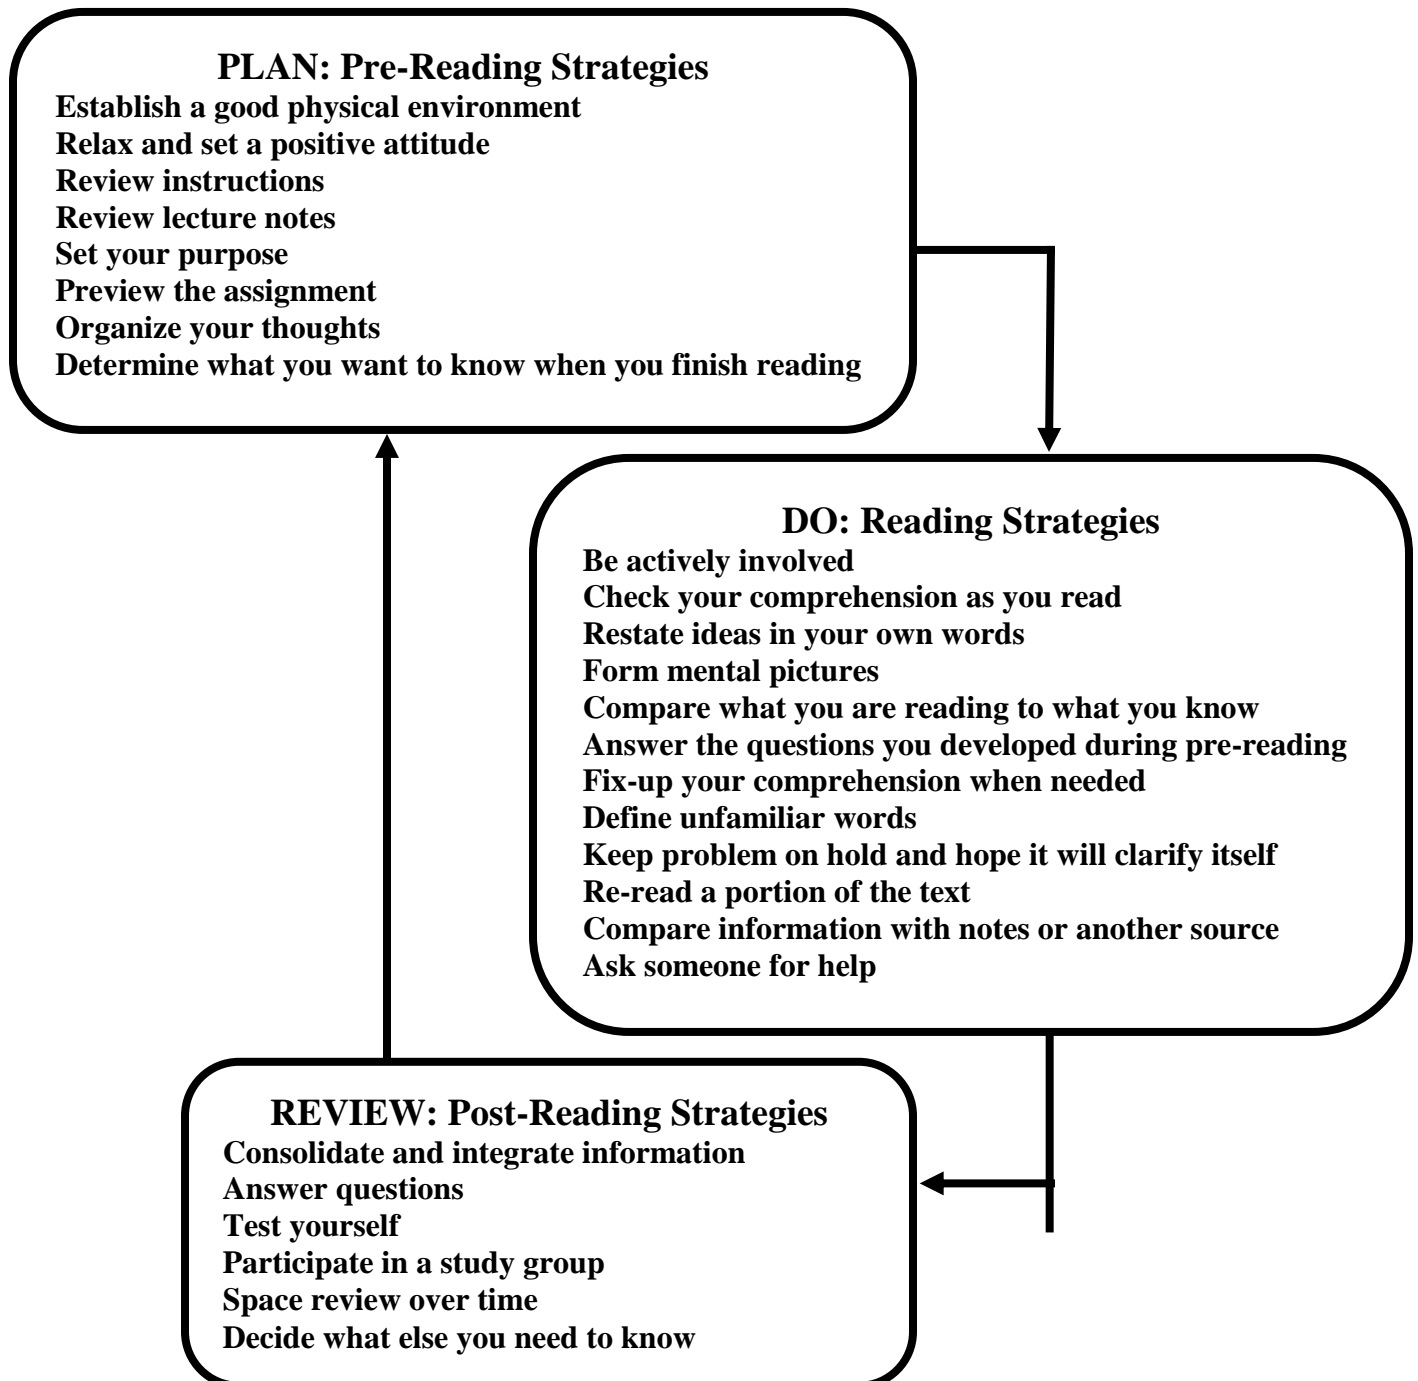 PLAN: Pre-Reading Strategies
Establish a good physical environment
Relax and set a positive attitude
Review instructions
Review lecture notes
Set your purpose
Preview the assignment
Organize your thoughts
Determine what you want to know when you finish reading
DO: Reading Strategies
Be actively involved
Check your comprehension as you read
Restate ideas in your own words
Form mental pictures
Compare what you are reading to what you know
Answer the questions you developed during pre-reading
Fix-up your comprehension when needed
Define unfamiliar words
Keep problem on hold and hope it will clarify itself
Re-read a portion of the text
Compare information with notes or another source
Ask someone for help
REVIEW: Post-Reading Strategies
Consolidate and integrate information
Answer questions
Test yourself
Participate in a study group
Space review over time
Decide what else you need to know